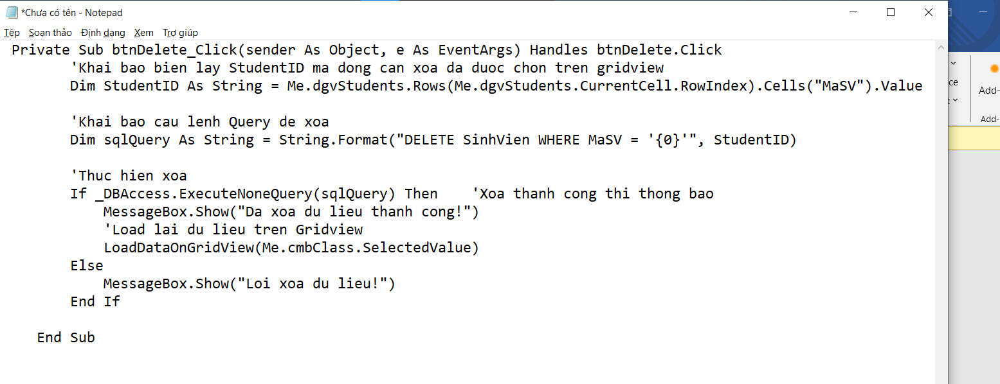 *Chưa có tên - Notepad
Tệp Soạn thảo Định dạng Xem Trợ giúp
Private Sub btnDelete_Click(sender As Object, e As EventArgs) Handles btnDelete.Click
'Khai bao bien lay StudentID ma dong can xoa da duoc chon tren gridview
Dim StudentID As String = Me.dgvStudents.Rows(Me.dgvStudents.CurrentCell.RowIndex).Cells("MaSV").Value
'Khai bao cau lenh Query de xoa
Dim sqlQuery As String = String.Format("DELETE SinhVien WHERE MaSV = '{0}'", StudentID)
'Thuc hien xoa
If _DBAccess.ExecuteNoneQuery(sqlQuery) Then 'Xoa thanh cong thi thong bao
MessageBox.Show("Da xoa du lieu thanh cong!")
'Load lai du lieu tren Gridview
LoadDataOnGridView(Me.cmbClass.SelectedValue)
Else
MessageBox.Show("Loi xoa du lieu!")
End If
End Sub
ce
t
Add-
Add-